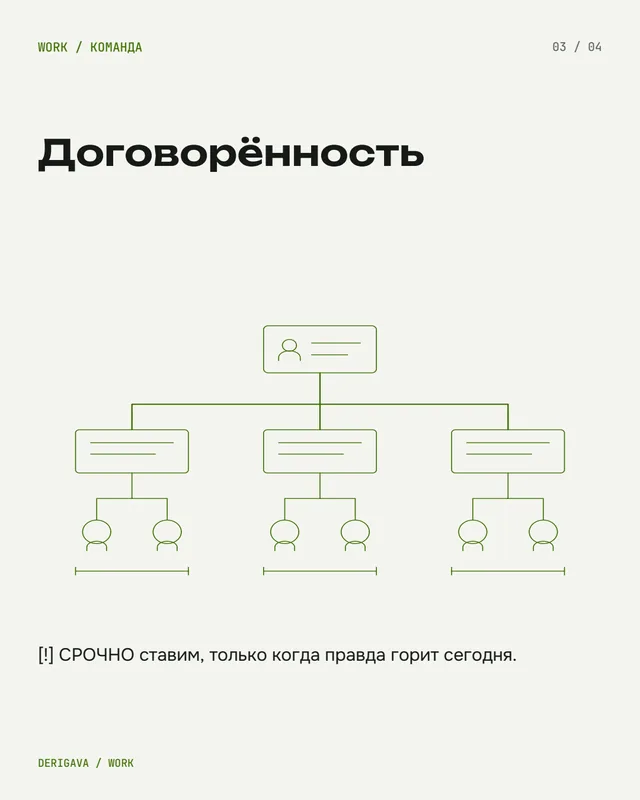 WORK / КОМАНДА
03 / 04
Договорённость
[!] СРОЧНО ставим, только когда правда горит сегодня.
DERIGAVA / WORK